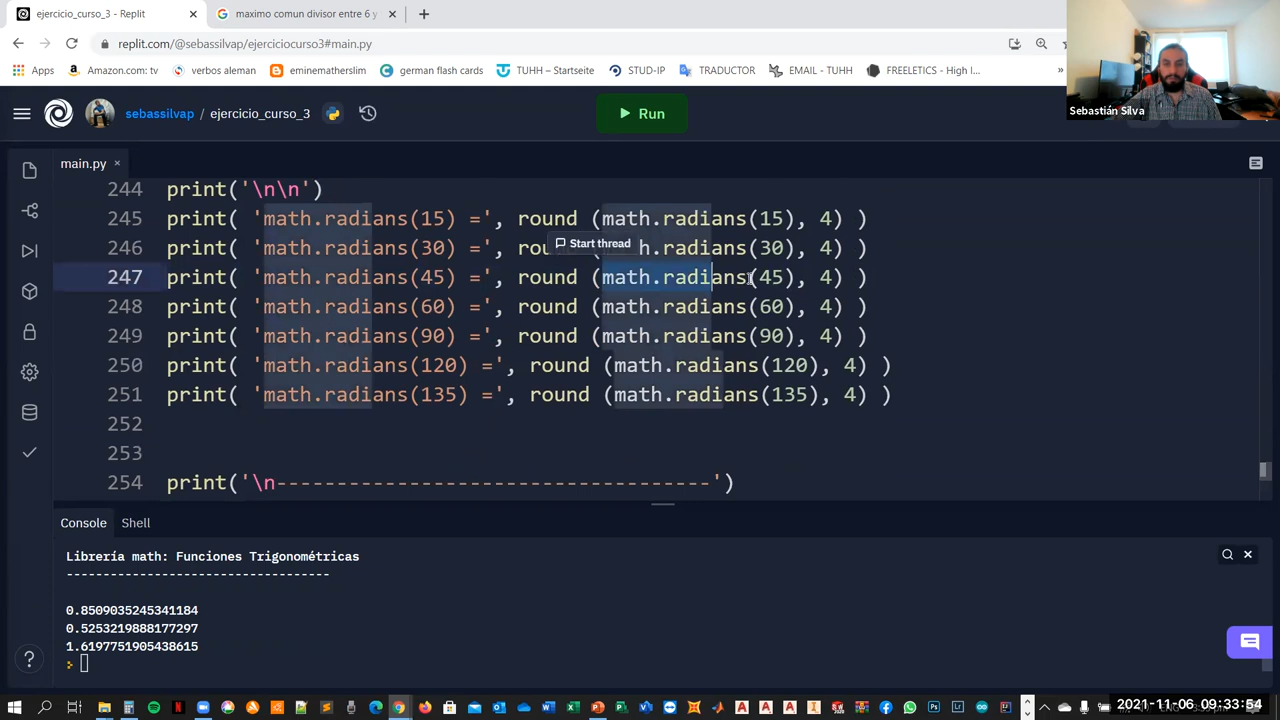 ejercicio_curso_3 - Replit
maximo comun divisor entre 6 y
replit.com/@sebassilvap/ejerciciocurso3#main.py
Apps
Amazon.com: tv
verbos aleman
eminematherslim
german flash cards
TUHH – Startseite
STUD-IP
TRADUCTOR
EMAIL - TUHH
FREELETICS - High I...
Sebastián Silva
sebassilvap / ejercicio_curso_3
Run
main.py
244 print('\n\n')
245 print( 'math.radians(15) =', round (math.radians(15), 4) )
246 print( 'math.radians(30) =', h.radians(30), 4) )
Start thread
247 print( 'math.radians(45) =', round (math.radians(45), 4) )
248 print( 'math.radians(60) =', round (math.radians(60), 4) )
249 print( 'math.radians(90) =', round (math.radians(90), 4) )
250 print( 'math.radians(120) =', round (math.radians(120), 4) )
251 print( 'math.radians(135) =', round (math.radians(135), 4) )
252
253
254 print('\n------------------------------------')
Console
Shell
Librería math: Funciones Trigonométricas
------------------------------------
0.8509035245341184
0.5253219888177297
1.6197751905438615
2021-11-06 09:33:54